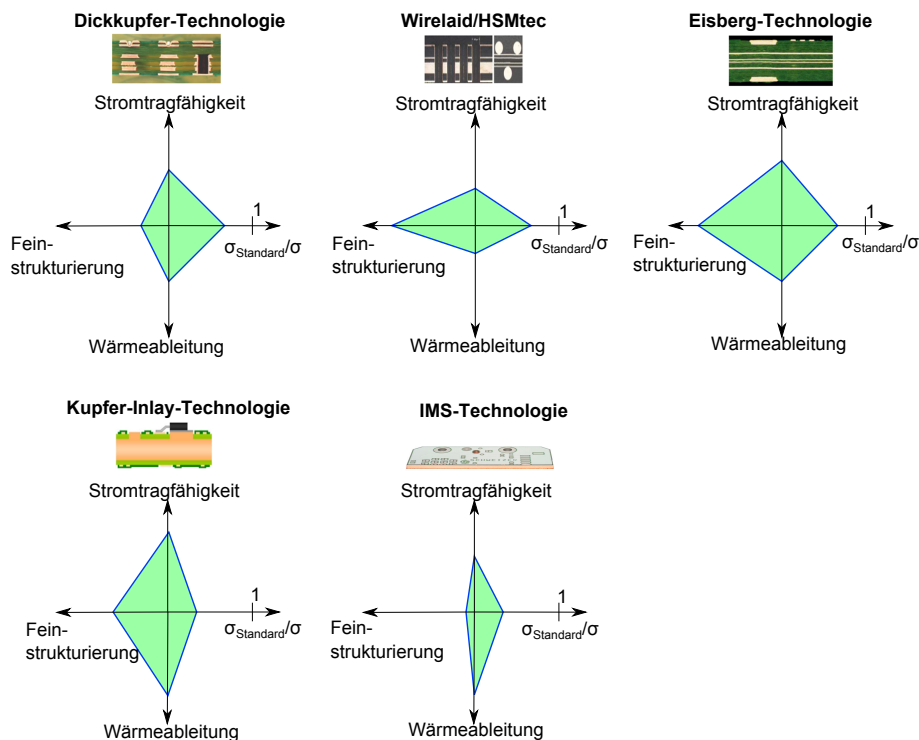 Dickkupfer-Technologie
Stromtragfähigkeit
1
Fein-
strukturierung
σStandard/σ
Wärmeableitung
Wirelaid/HSMtec
Stromtragfähigkeit
1
Fein-
strukturierung
σStandard/σ
Wärmeableitung
Eisberg-Technologie
Stromtragfähigkeit
1
Fein-
strukturierung
σStandard/σ
Wärmeableitung
Kupfer-Inlay-Technologie
Stromtragfähigkeit
1
Fein-
strukturierung
σStandard/σ
Wärmeableitung
IMS-Technologie
Stromtragfähigkeit
1
Fein-
strukturierung
σStandard/σ
Wärmeableitung